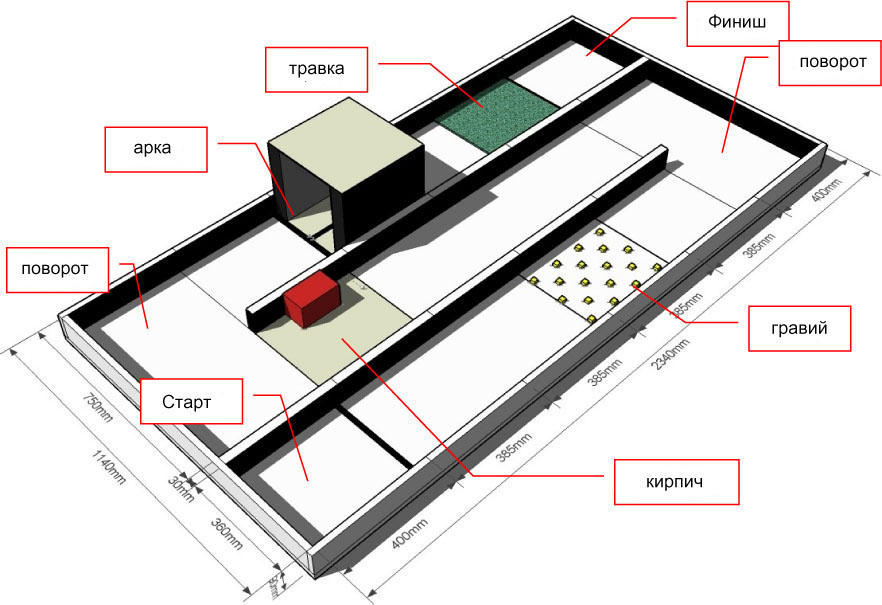 Финиш
поворот
травка
арка
поворот
гравий
Старт
кирпич
400mm
385mm
385mm
2340mm
385mm
385mm
400mm
750mm
1140mm
30mm
360mm